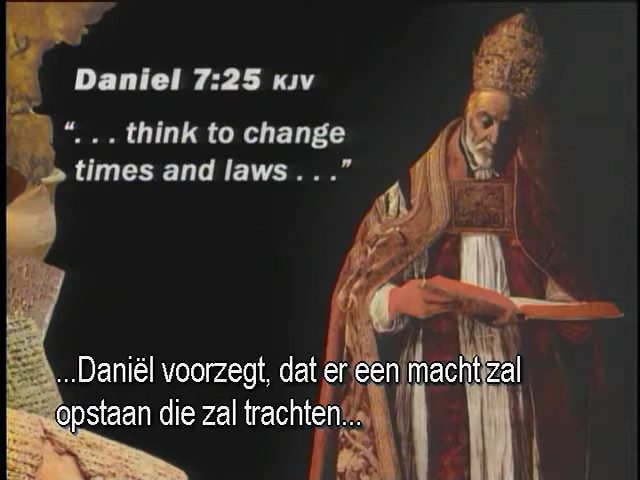 Daniel 7:25 KJV
“. . . think to change
times and laws . . .”
...Daniël voorzegt, dat er een macht zal
opstaan die zal trachten...